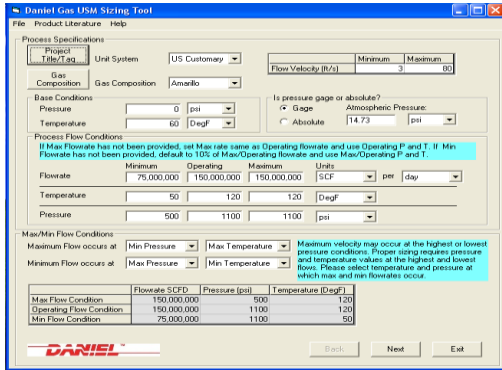 Daniel Gas USM Sizing Tool
File Product Literature Help
Process Specifications
Project Title/Tag Unit System US Customary
Minimum Maximum
Flow Velocity (ft/s) 3 80
Gas Composition Gas Composition Amarillo
Base Conditions
Pressure 0 psi
Temperature 60 DegF
Is pressure gage or absolute?
Gage Atmospheric Pressure:
Absolute 14.73 psi
Process Flow Conditions
If Max Flowrate has not been provided, set Max rate same as Operating flowrate and use Operating P and T. If Min
Flowrate has not been provided, default to 10% of Max/Operating flowrate and use Max/Operating P and T.
Minimum Operating Maximum Units
Flowrate 75,000,000 150,000,000 150,000,000 SCF per day
Temperature 50 120 120 DegF
Pressure 500 1100 1100 psi
Max/Min Flow Conditions
Maximum Flow occurs at Min Pressure Max Temperature
Minimum Flow occurs at Max Pressure Min Temperature
Maximum velocity may occur at the highest or lowest
pressure conditions. Proper sizing requires pressure
and temperature values at the highest and lowest
flows. Please select temperature and pressure at
which max and min flowrates occur.
Flowrate SCFD Pressure (psi) Temperature (DegF)
Max Flow Condition 150,000,000 500 120
Operating Flow Condition 150,000,000 1100 120
Min Flow Condition 75,000,000 1100 50
DANIEL
Back Next Exit